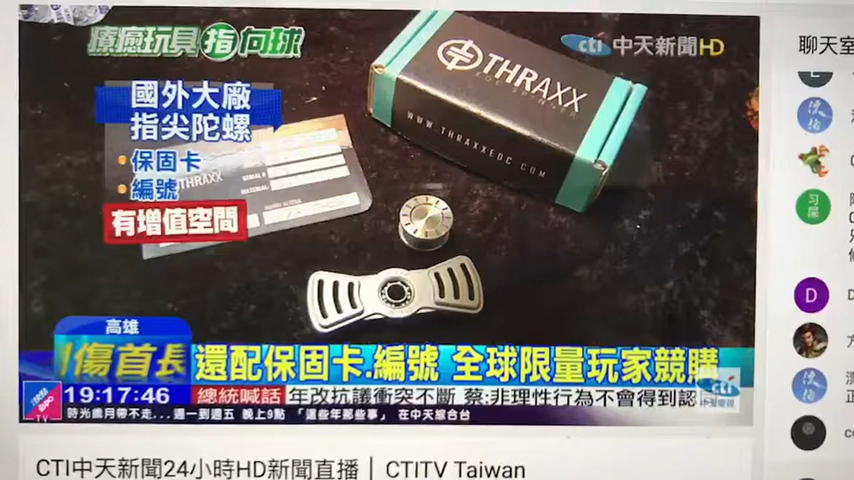 療癒玩具指向球
cti 中天新聞HD
聊天室
國外大廠
指尖陀螺
保固卡
編號
有增值空間
THRAXX
EDC SPINNER
WWW.THRAXXEDC.COM
THRAXX
SERIAL #
MATERIAL:
高雄
傷首長
還配保固卡.編號 全球限量玩家競購
cti
19:17:46
總統喊話
年改抗議衝突不斷 蔡:非理性行為不會得到認
時光歲月帶不走...週一到週五 晚上9點 「這些年那些事」 在中天綜合台
TV
习
D
CTI中天新聞24小時HD新聞直播│ CTITV Taiwan